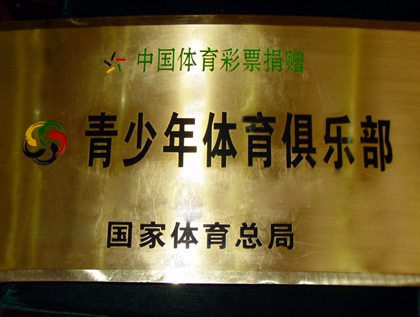 中国体育彩票捐赠
青少年体育俱乐部
国家体育总局